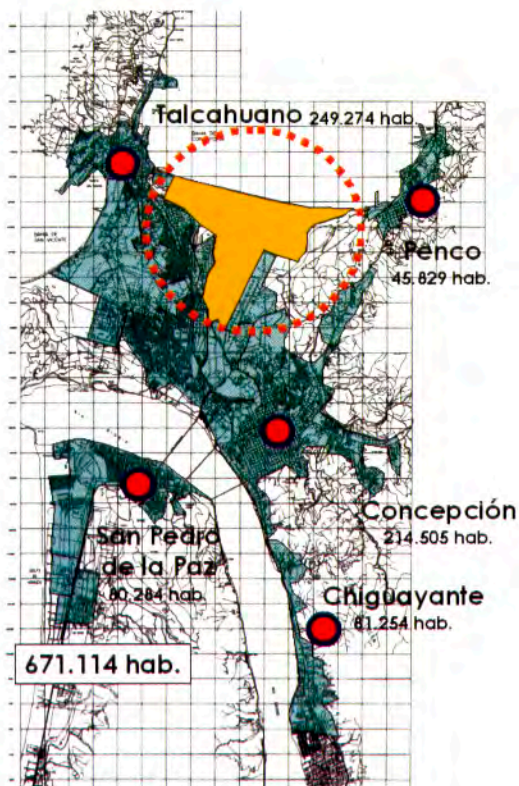 Talcahuano 249.274 hab.
Penco
45.829 hab.
Concepción
214.505 hab.
San Pedro
de la Paz
80.284 hab.
Chiguayante
81.254 hab.
671.114 hab.